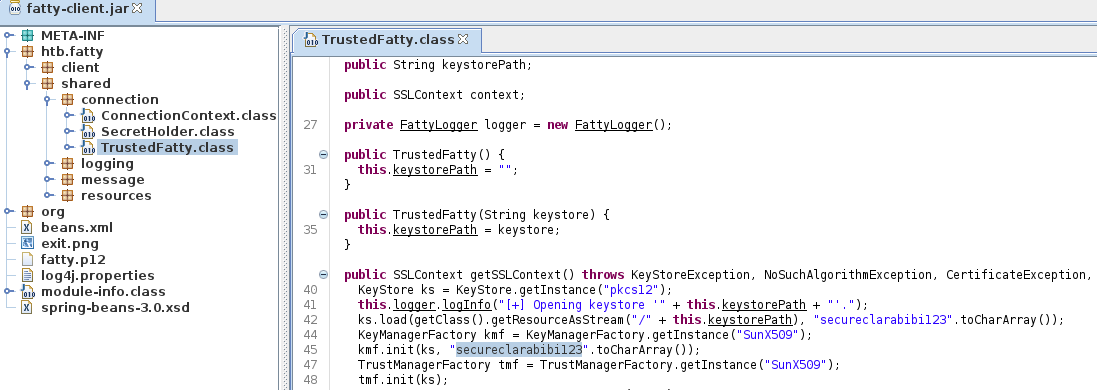 fatty-client.jar
META-INF
htb.fatty
client
shared
connection
ConnectionContext.class
SecretHolder.class
TrustedFatty.class
logging
message
resources
org
beans.xml
exit.png
fatty.p12
log4j.properties
module-info.class
spring-beans-3.0.xsd
TrustedFatty.class
public String keystorePath;
public SSLContext context;
27 private FattyLogger logger = new FattyLogger();
public TrustedFatty() {
31 this.keystorePath = "";
}
public TrustedFatty(String keystore) {
35 this.keystorePath = keystore;
}
public SSLContext getSSLContext() throws KeyStoreException, NoSuchAlgorithmException, CertificateException,
40 KeyStore ks = KeyStore.getInstance("pkcs12");
41 this.logger.logInfo("[+] Opening keystore '" + this.keystorePath + "'.");
42 ks.load(getClass().getResourceAsStream("/" + this.keystorePath), "secureclarabibi123".toCharArray());
44 KeyManagerFactory kmf = KeyManagerFactory.getInstance("SunX509");
45 kmf.init(ks, "secureclarabibi123".toCharArray());
47 TrustManagerFactory tmf = TrustManagerFactory.getInstance("SunX509");
48 tmf.init(ks);